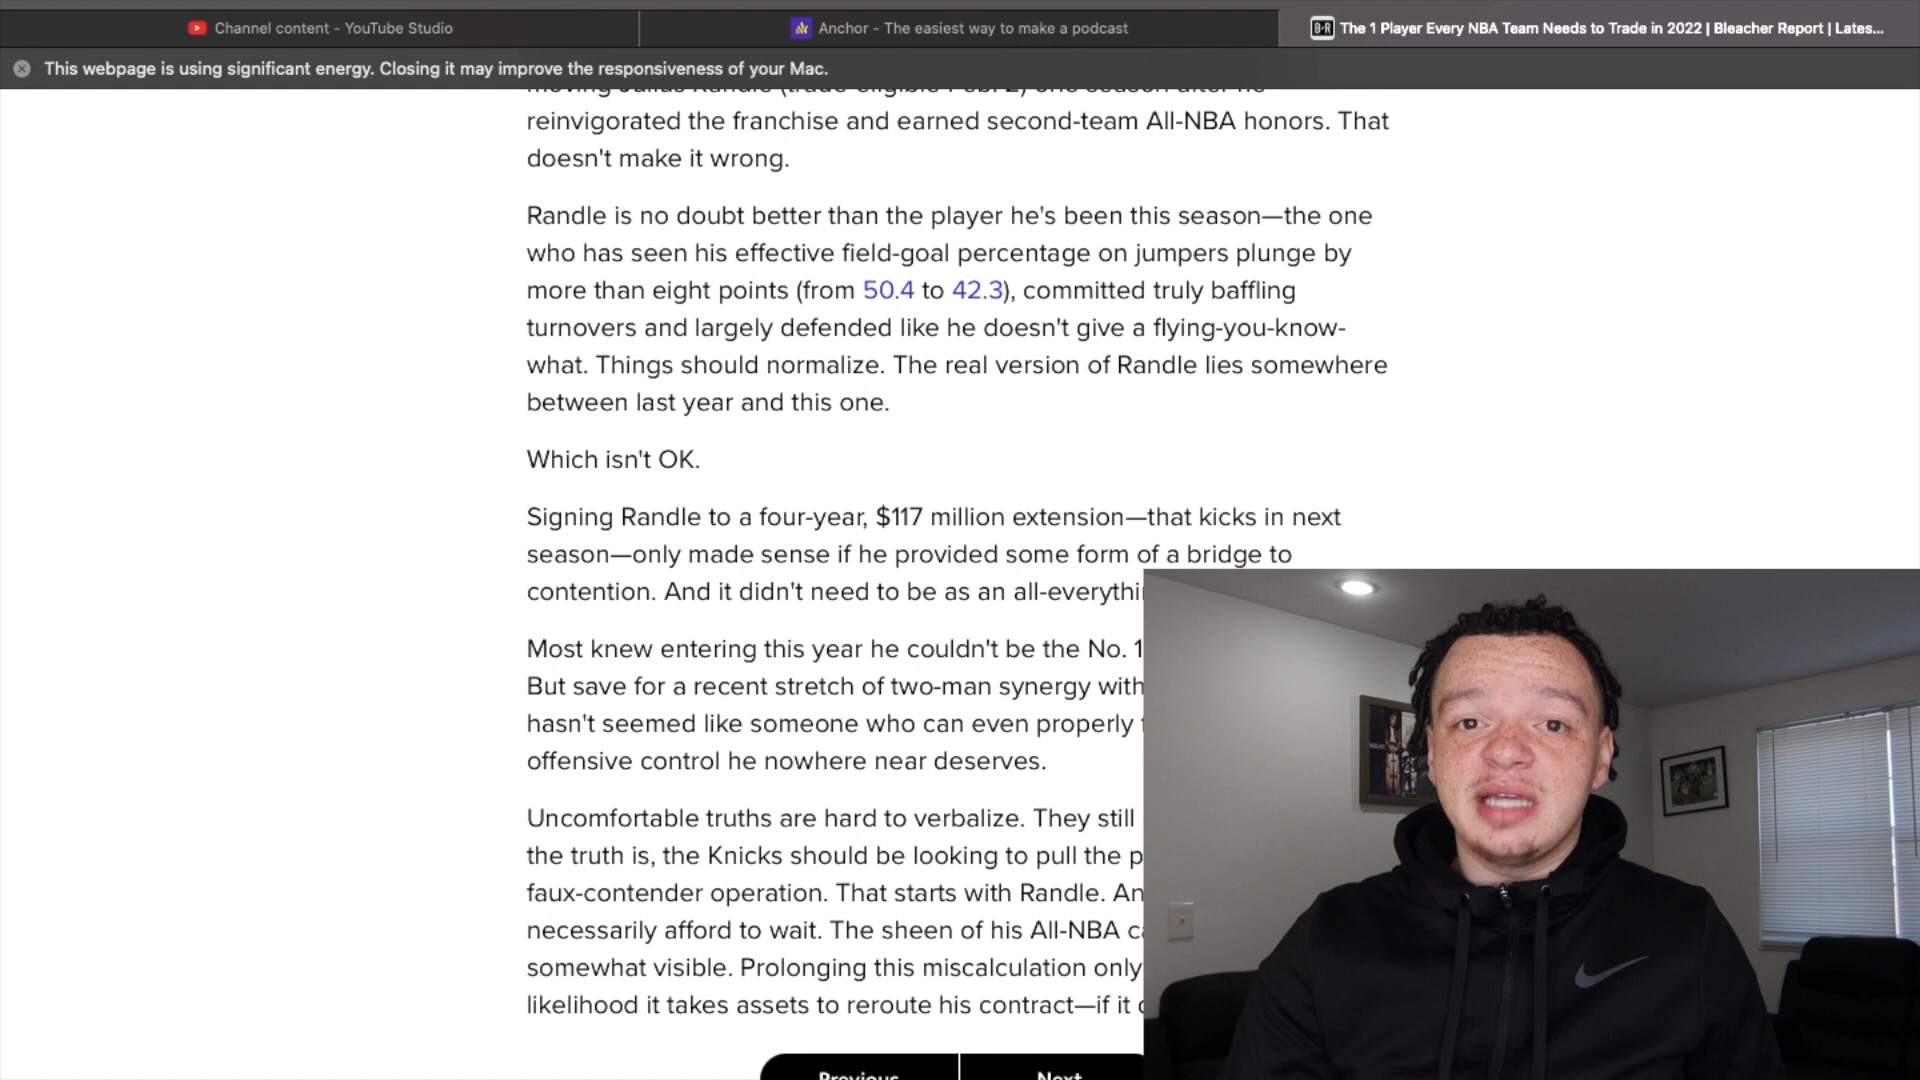 Channel content - YouTube Studio
Anchor - The easiest way to make a podcast
B/R The 1 Player Every NBA Team Needs to Trade in 2022 | Bleacher Report | Lates...
This webpage is using significant energy. Closing it may improve the responsiveness of your Mac.
moving Julius Randle (trade-eligible Feb. 2) one season after he
reinvigorated the franchise and earned second-team All-NBA honors. That
doesn't make it wrong.
Randle is no doubt better than the player he's been this season—the one
who has seen his effective field-goal percentage on jumpers plunge by
more than eight points (from 50.4 to 42.3), committed truly baffling
turnovers and largely defended like he doesn't give a flying-you-know-
what. Things should normalize. The real version of Randle lies somewhere
between last year and this one.
Which isn't OK.
Signing Randle to a four-year, $117 million extension—that kicks in next
season—only made sense if he provided some form of a bridge to
contention. And it didn't need to be as an all-everythi
Most knew entering this year he couldn't be the No. 1
But save for a recent stretch of two-man synergy with
hasn't seemed like someone who can even properly
offensive control he nowhere near deserves.
Uncomfortable truths are hard to verbalize. They still
the truth is, the Knicks should be looking to pull the p
faux-contender operation. That starts with Randle. An
necessarily afford to wait. The sheen of his All-NBA c
somewhat visible. Prolonging this miscalculation only
likelihood it takes assets to reroute his contract—if it
Previous
Next